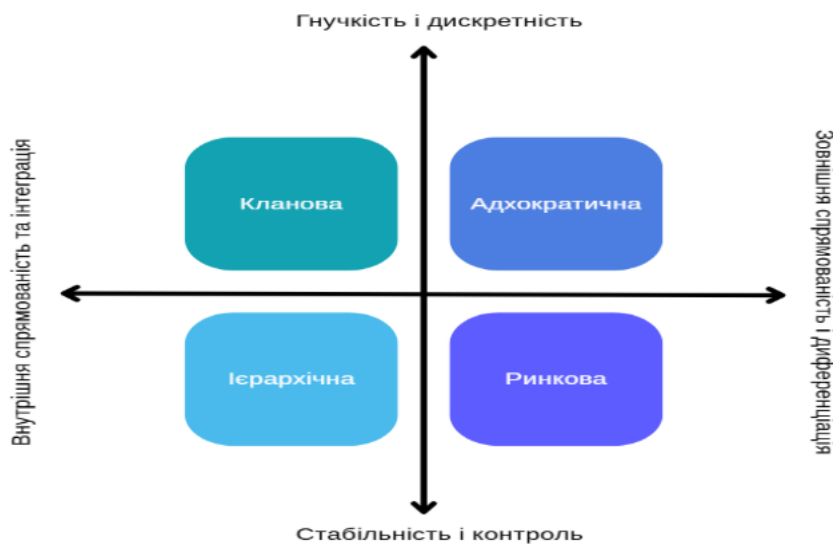 Гнучкість і дискретність
Внутрішня спрямованість та інтеграція
Зовнішня спрямованість і диференціація
Кланова
Адхократична
Ієрархічна
Ринкова
Стабільність і контроль